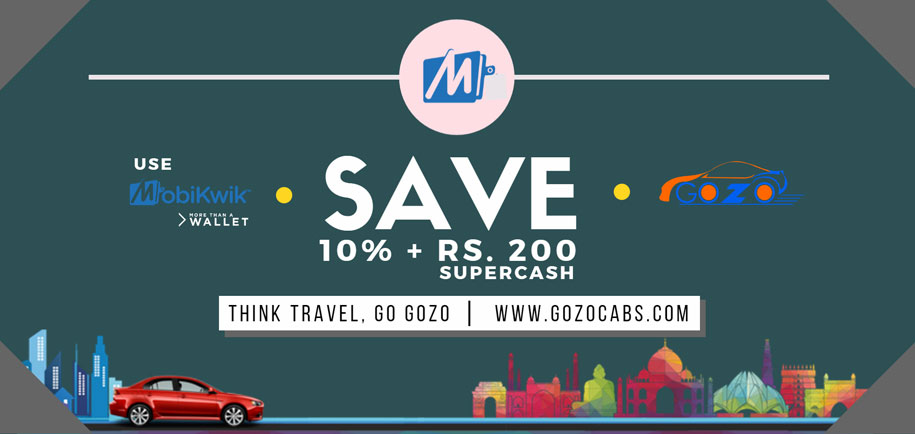 M
USE
MobiKwik
MORE THAN A
WALLET
SAVE
10% + RS. 200
SUPERCASH
GOZO
THINK TRAVEL, GO GOZO | WWW.GOZOCABS.COM